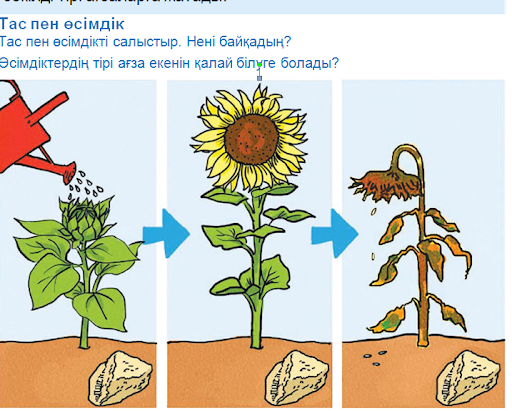 Тас пен өсімдік
Тас пен өсімдікті салыстыр. Нені байқадың?
Өсімдіктердің тірі ағза екенін қалай білуге болады?